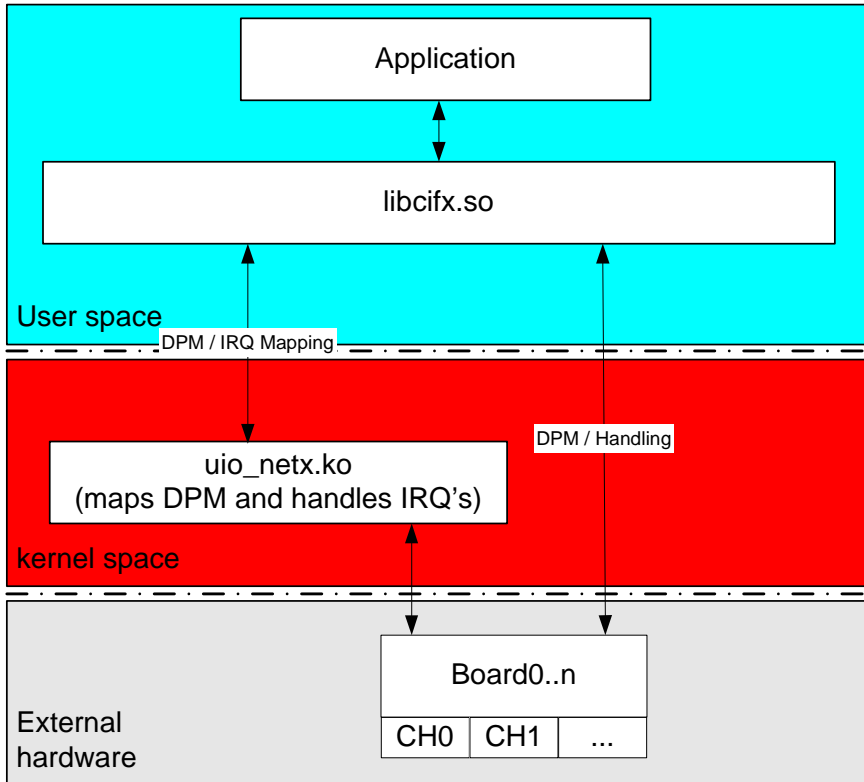 Application
libcifx.so
User space
DPM / IRQ Mapping
DPM / Handling
uio_netx.ko
(maps DPM and handles IRQ's)
kernel space
Board0..n
CH0 CH1 ...
External
hardware